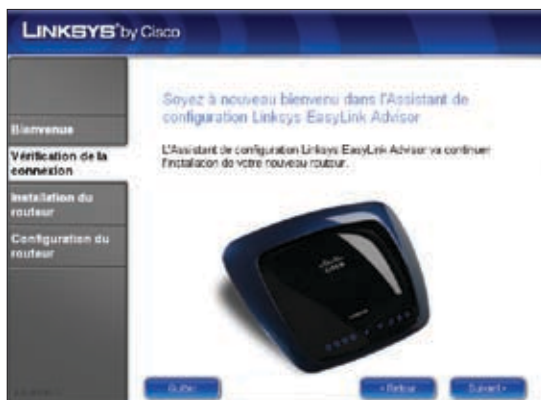 LINKSYS® by Cisco
Soyez à nouveau bienvenu dans l'Assistant de
configuration Linksys EasyLink Advisor
L'Assistant de configuration Linksys EasyLink Advisor va continuer
l'installation de votre nouveau routeur.
Bienvenue
Vérification de la
connexion
Installation du
routeur
Configuration du
routeur
CISCO
Quitter
‹ Retour
Suivant ›